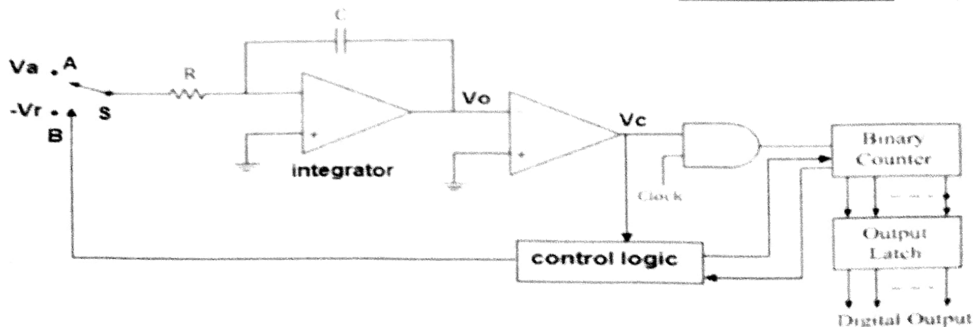 C
Va A
R
-Vr
B
S
Vo
Vc
+
+
integrator
Clock
Binary
Counter
control logic
Output
Latch
Digital Output